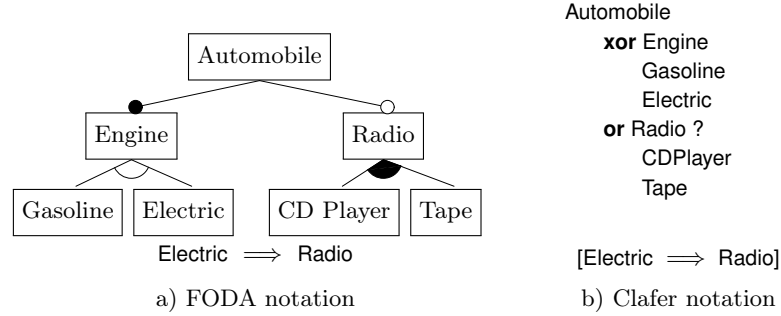 Automobile
Engine Radio
Gasoline Electric CD Player Tape
Electric ⟹ Radio
a) FODA notation
Automobile
xor Engine
Gasoline
Electric
or Radio ?
CDPlayer
Tape
[Electric ⟹ Radio]
b) Clafer notation